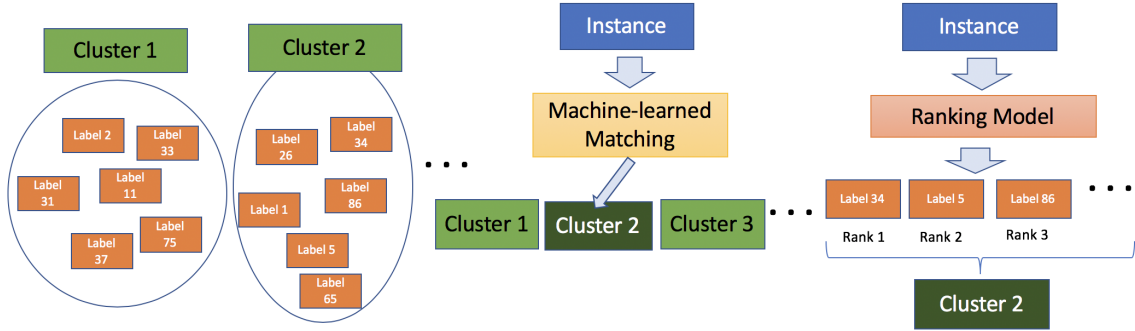 Cluster 1
Label 2
Label
33
Label
31
Label
11
Label
75
Label
37
Cluster 2
Label
26
Label
34
Label
86
Label 1
Label 5
Label
65
...
Instance
Machine-learned
Matching
Cluster 1
Cluster 2
Cluster 3
...
Instance
Ranking Model
Label 34
Label 5
Label 86
...
Rank 1
Rank 2
Rank 3
Cluster 2